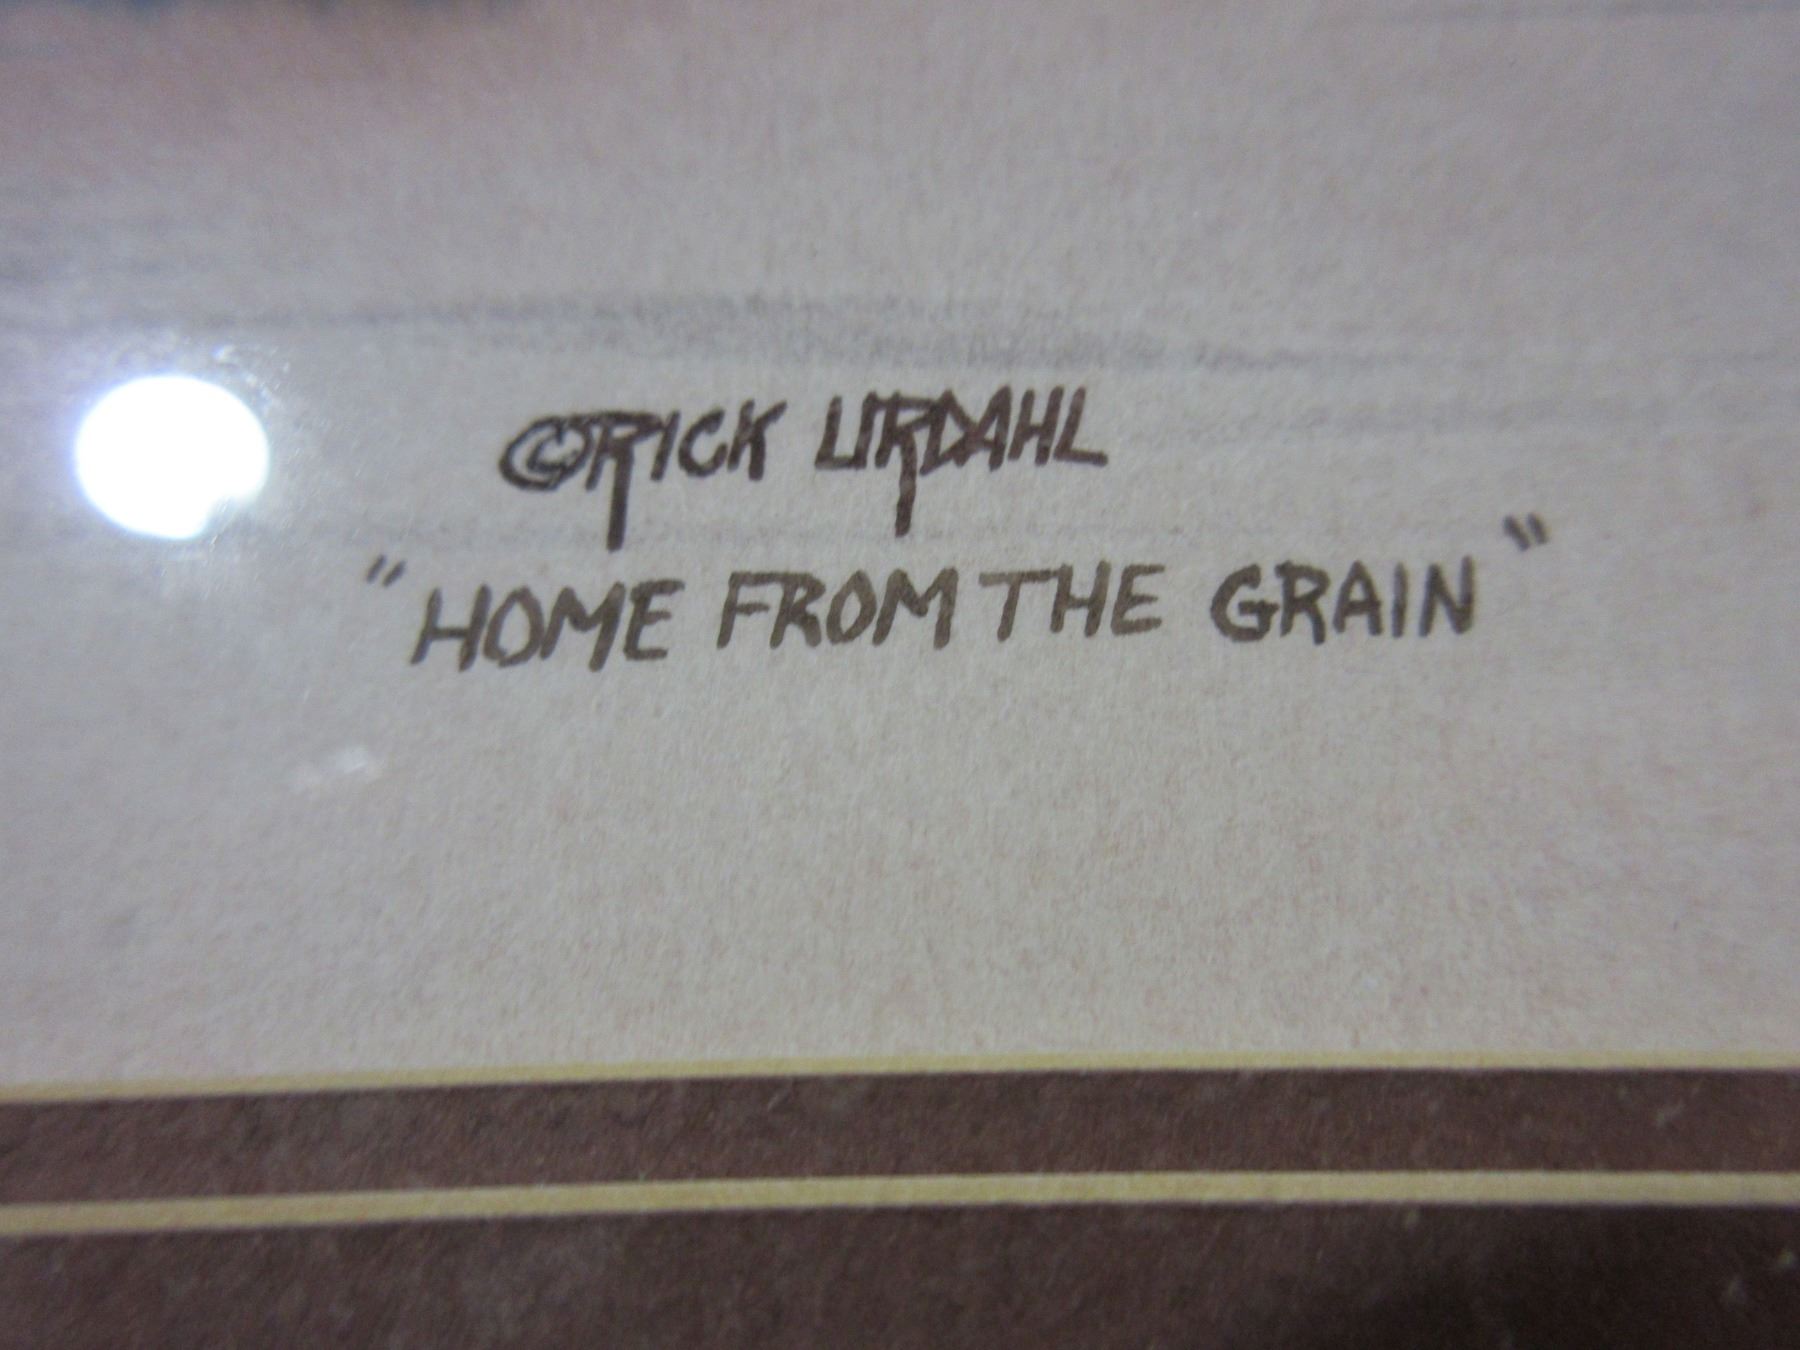 ©RICK URDAHL
"HOME FROM THE GRAIN"